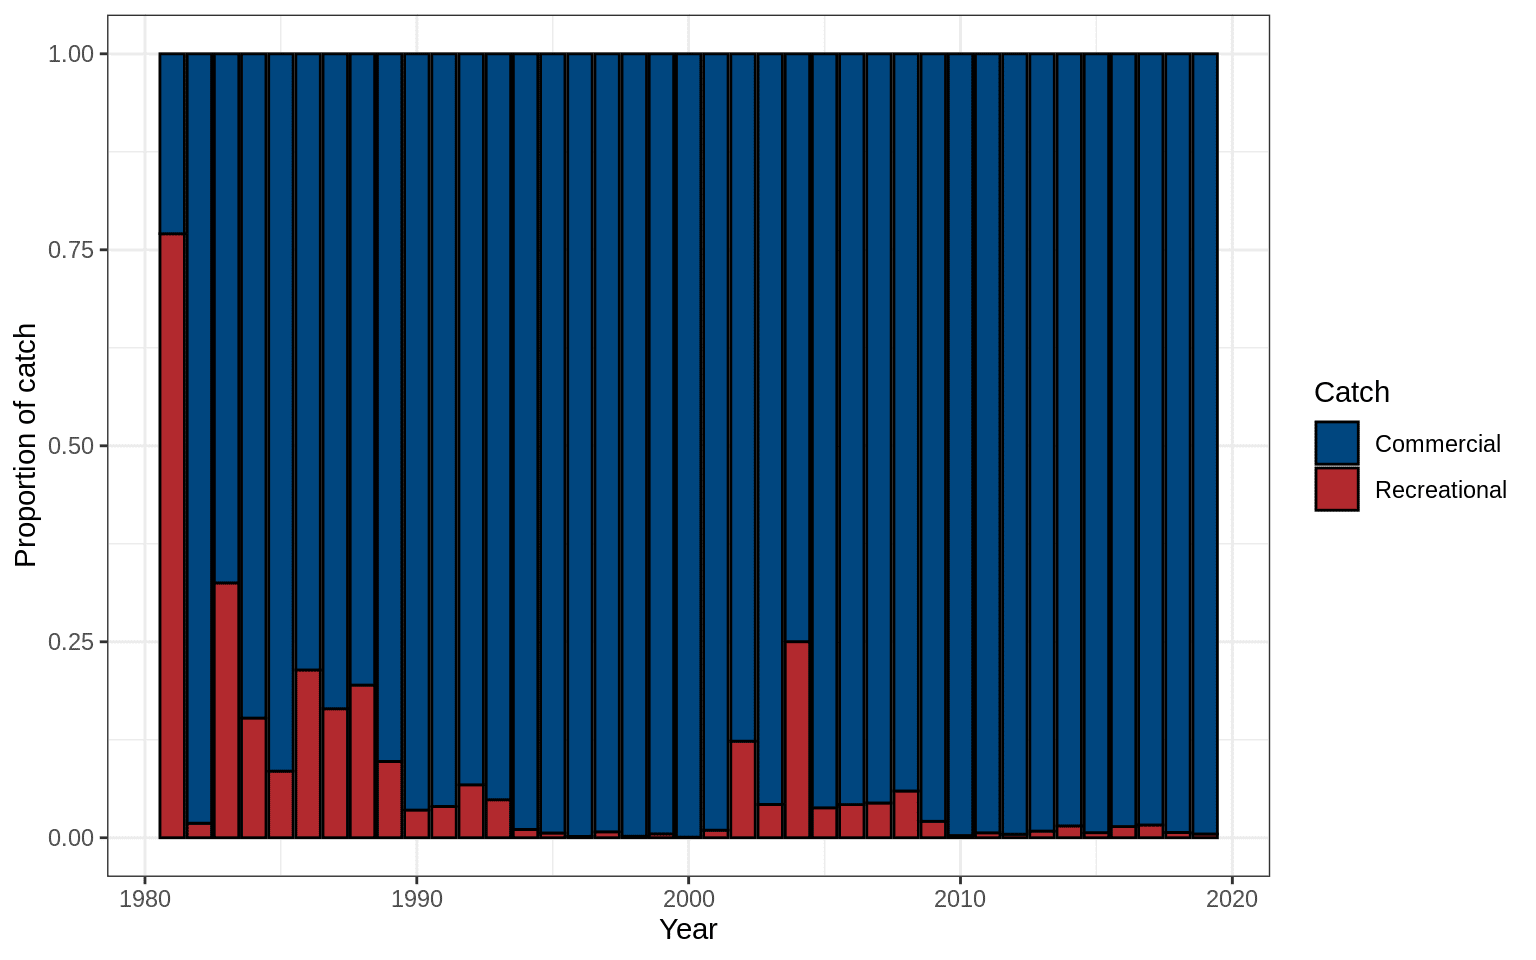 1.00
0.75
0.50
0.25
0.00
Proportion of catch
1980 1990 2000 2010 2020
Year
Catch
Commercial
Recreational